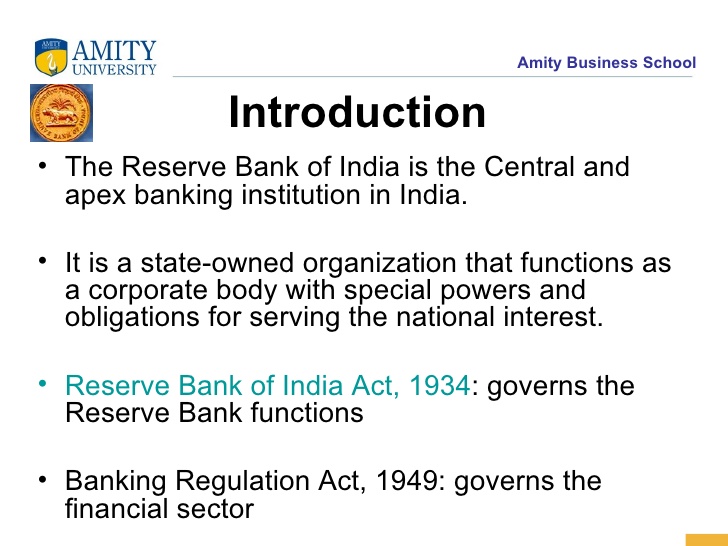 AMITY
AMITY
UNIVERSITY
Amity Business School
Introduction
• The Reserve Bank of India is the Central and
apex banking institution in India.
• It is a state-owned organization that functions as
a corporate body with special powers and
obligations for serving the national interest.
• Reserve Bank of India Act, 1934: governs the
Reserve Bank functions
• Banking Regulation Act, 1949: governs the
financial sector